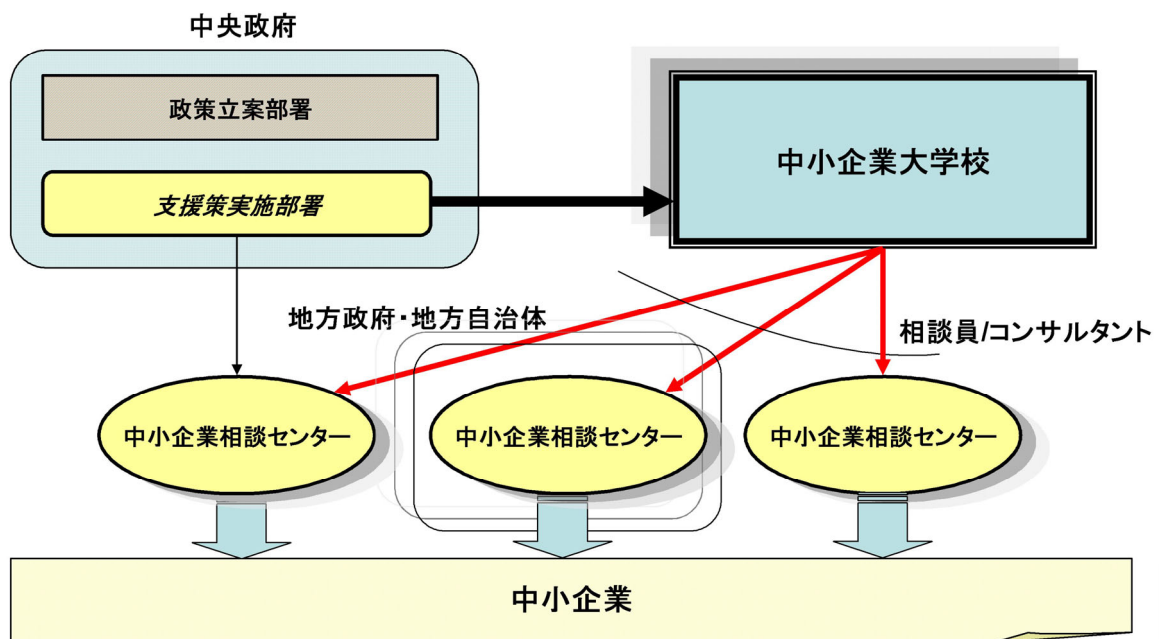 中央政府
政策立案部署
中小企業大学校
支援策実施部署
地方政府・地方自治体
相談員/コンサルタント
中小企業相談センター
中小企業相談センター
中小企業相談センター
中小企業